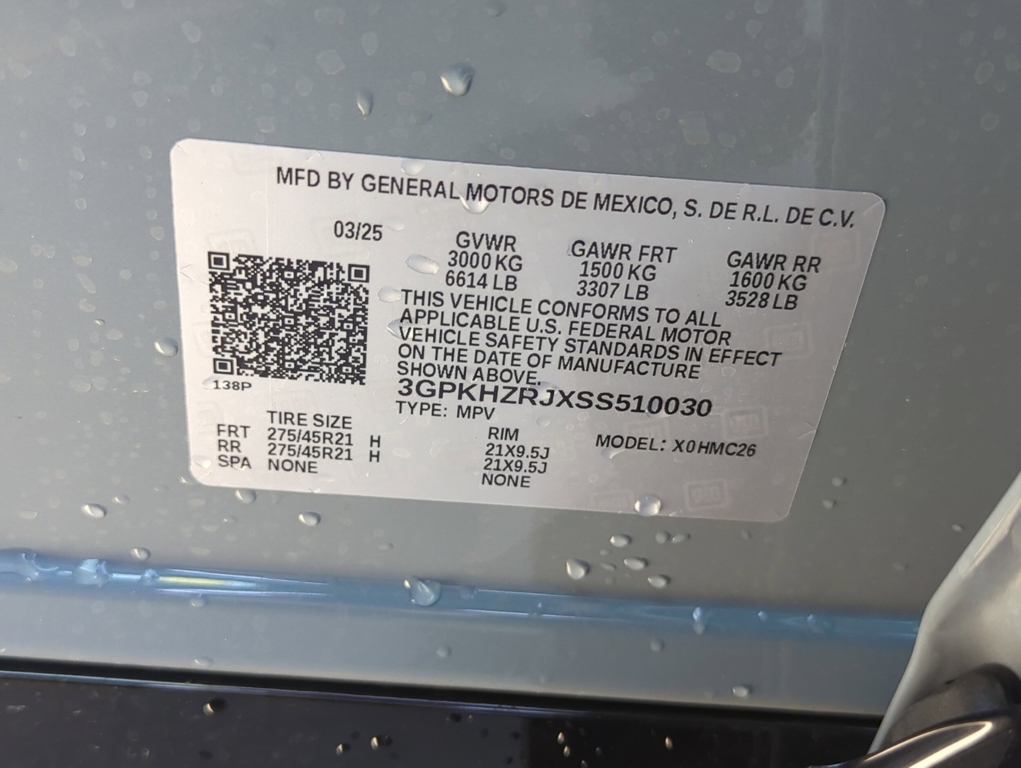 MFD BY GENERAL MOTORS DE MEXICO, S. DE R.L. DE C.V.
03/25
GVWR GAWR FRT GAWR RR
3000 KG 1500 KG 1600 KG
6614 LB 3307 LB 3528 LB
THIS VEHICLE CONFORMS TO ALL
APPLICABLE U.S. FEDERAL MOTOR
VEHICLE SAFETY STANDARDS IN EFFECT
ON THE DATE OF MANUFACTURE
SHOWN ABOVE.
138P
3GPKHZRJXSS510030
TYPE: MPV
TIRE SIZE RIM MODEL: X0HMC26
FRT 275/45R21 H 21X9.5J
RR 275/45R21 H 21X9.5J
SPA NONE NONE